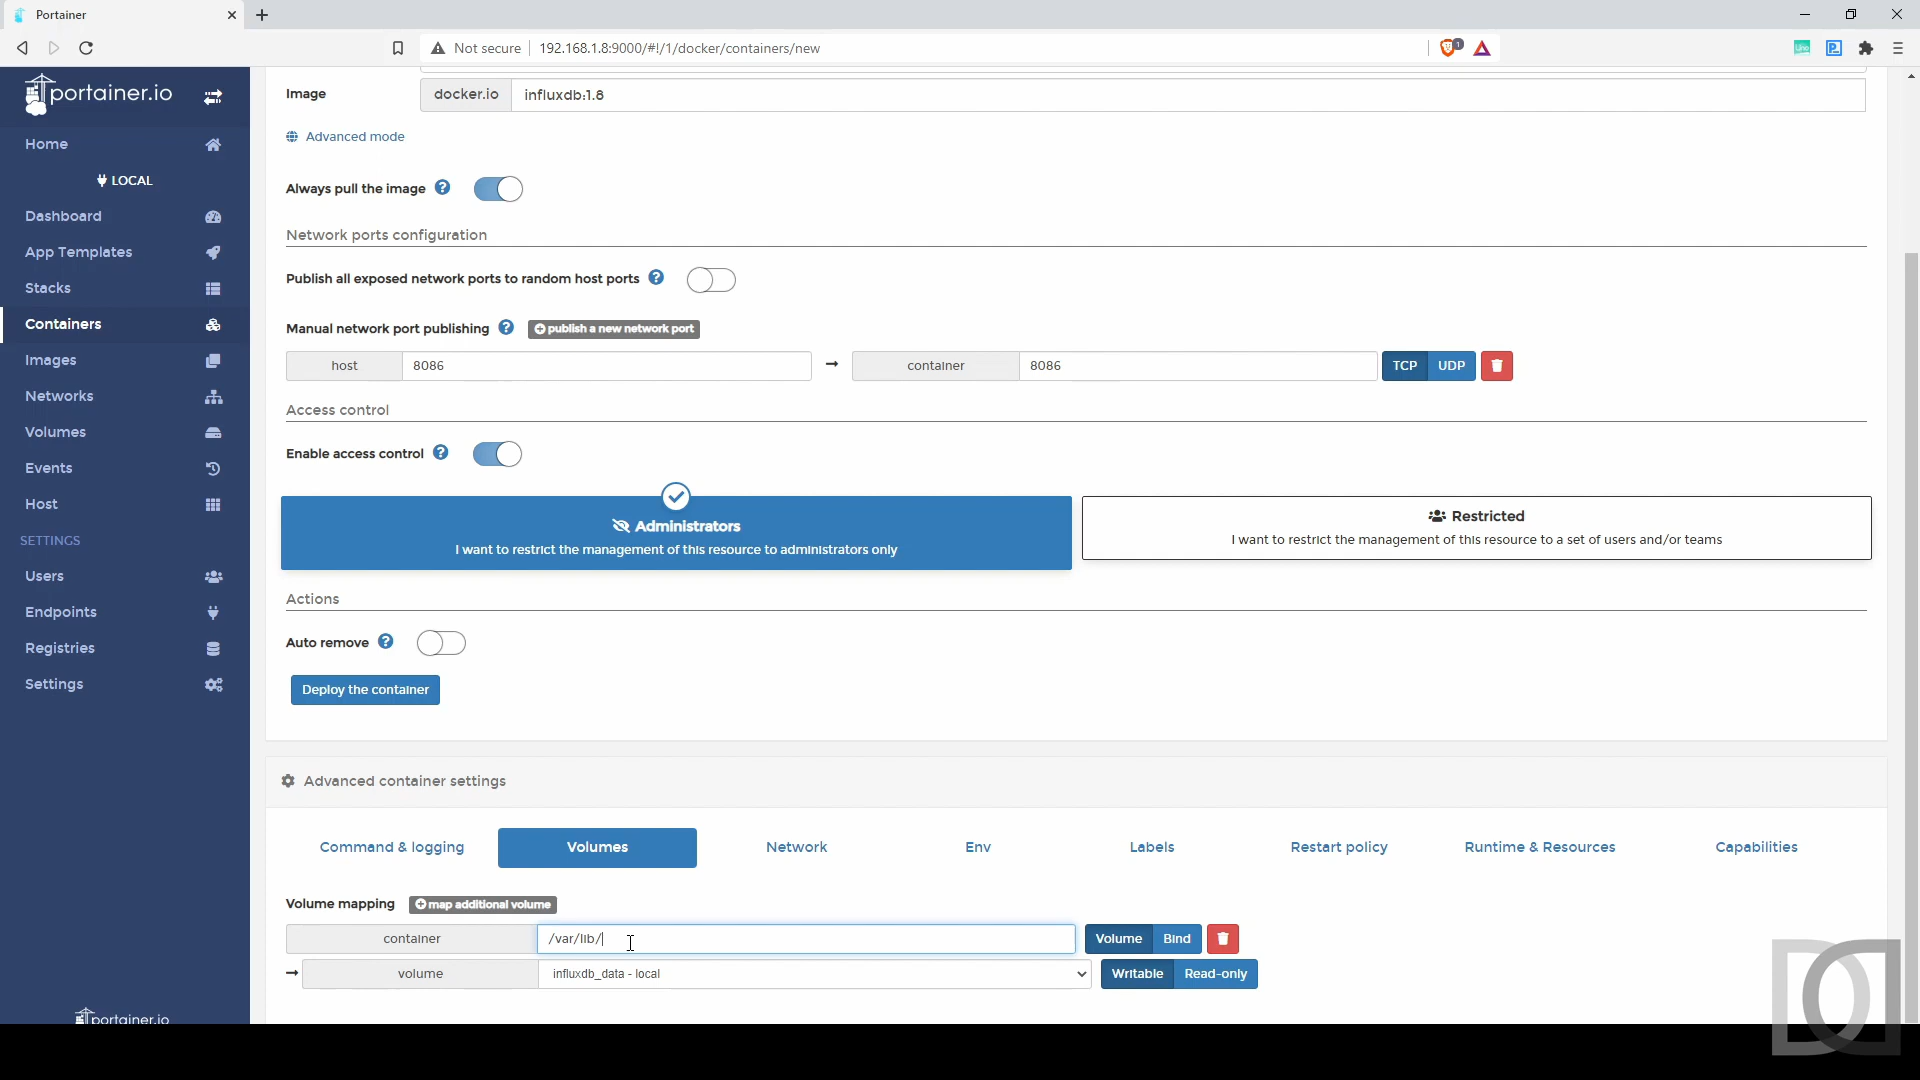 Portainer
Not secure
192.168.1.8:9000/#!/1/docker/containers/new
1
portainer.io
Home
LOCAL
Dashboard
App Templates
Stacks
Containers
Images
Networks
Volumes
Events
Host
SETTINGS
Users
Endpoints
Registries
Settings
portainer.io
Image
docker.io
influxdb:1.8
Advanced mode
Always pull the image
Network ports configuration
Publish all exposed network ports to random host ports
Manual network port publishing
publish a new network port
host
8086
container
8086
TCP
UDP
Access control
Enable access control
Administrators
I want to restrict the management of this resource to administrators only
Restricted
I want to restrict the management of this resource to a set of users and/or teams
Actions
Auto remove
Deploy the container
Advanced container settings
Command & logging
Volumes
Network
Env
Labels
Restart policy
Runtime & Resources
Capabilities
Volume mapping
map additional volume
container
/var/lib/
Volume
Bind
volume
influxdb_data - local
Writable
Read-only